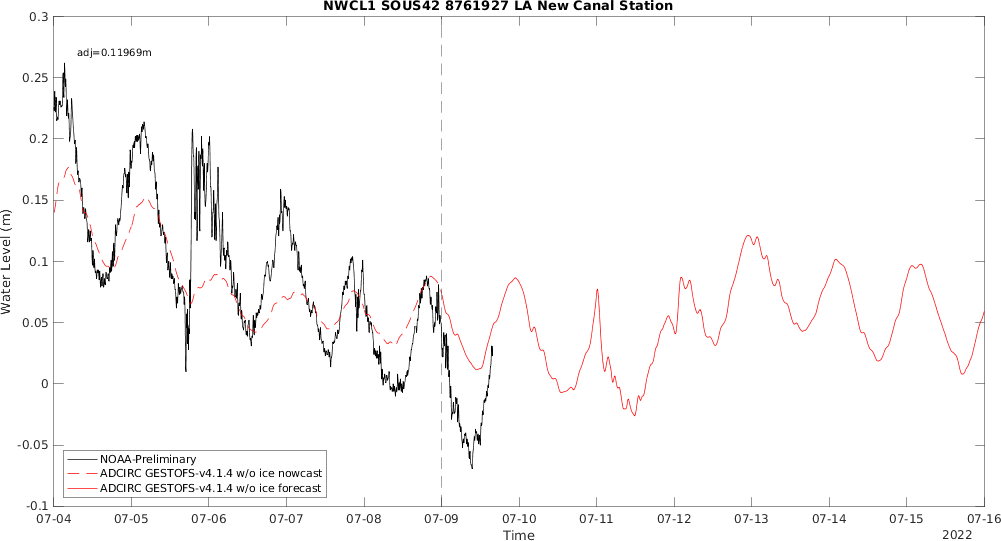 NWCL1 SOUS42 8761927 LA New Canal Station
0.3
0.25
0.2
0.15
0.1
0.05
0
-0.05
-0.1
Water Level (m)
adj=0.11969m
NOAA-Preliminary
ADCIRC GESTOFS-v4.1.4 w/o ice nowcast
ADCIRC GESTOFS-v4.1.4 w/o ice forecast
07-04 07-05 07-06 07-07 07-08 07-09 07-10 07-11 07-12 07-13 07-14 07-15 07-16
Time
2022